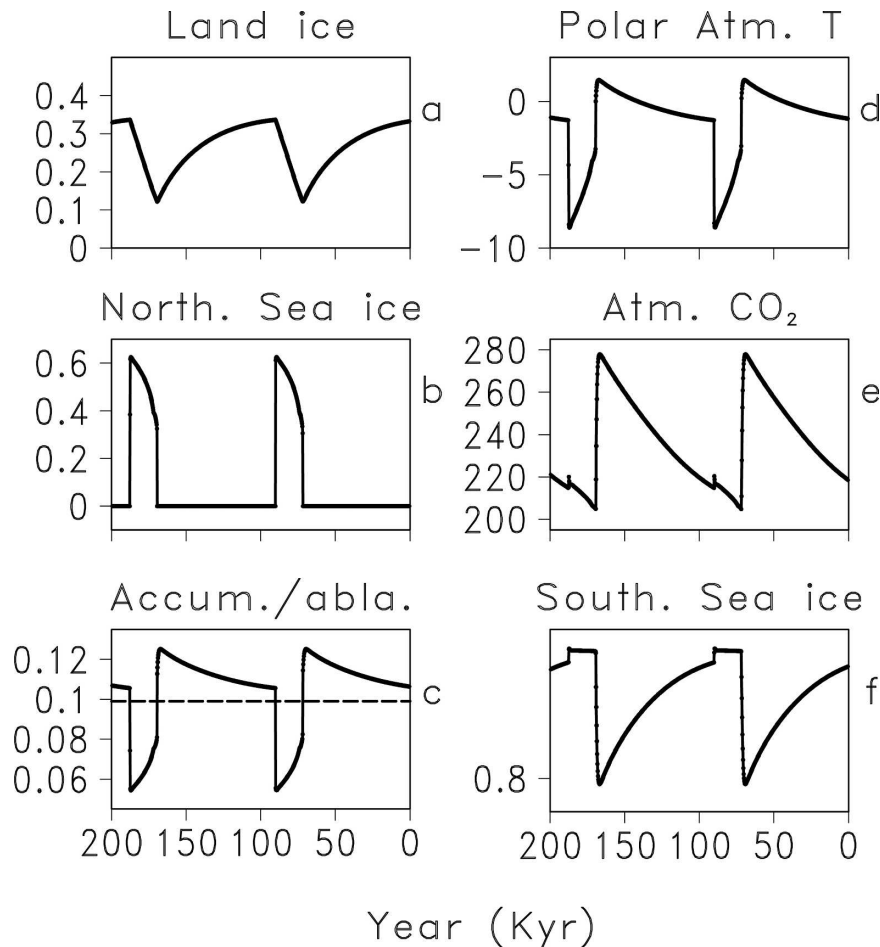 Land ice
0.4
0.3
0.2
0.1
0
a
Polar Atm. T
0
−5
−10
d
North. Sea ice
0.6
0.4
0.2
0
b
Atm. CO₂
280
260
240
220
200
e
Accum./abla.
0.12
0.1
0.08
0.06
c
200 150 100 50 0
South. Sea ice
0.8
f
200 150 100 50 0
Year (Kyr)